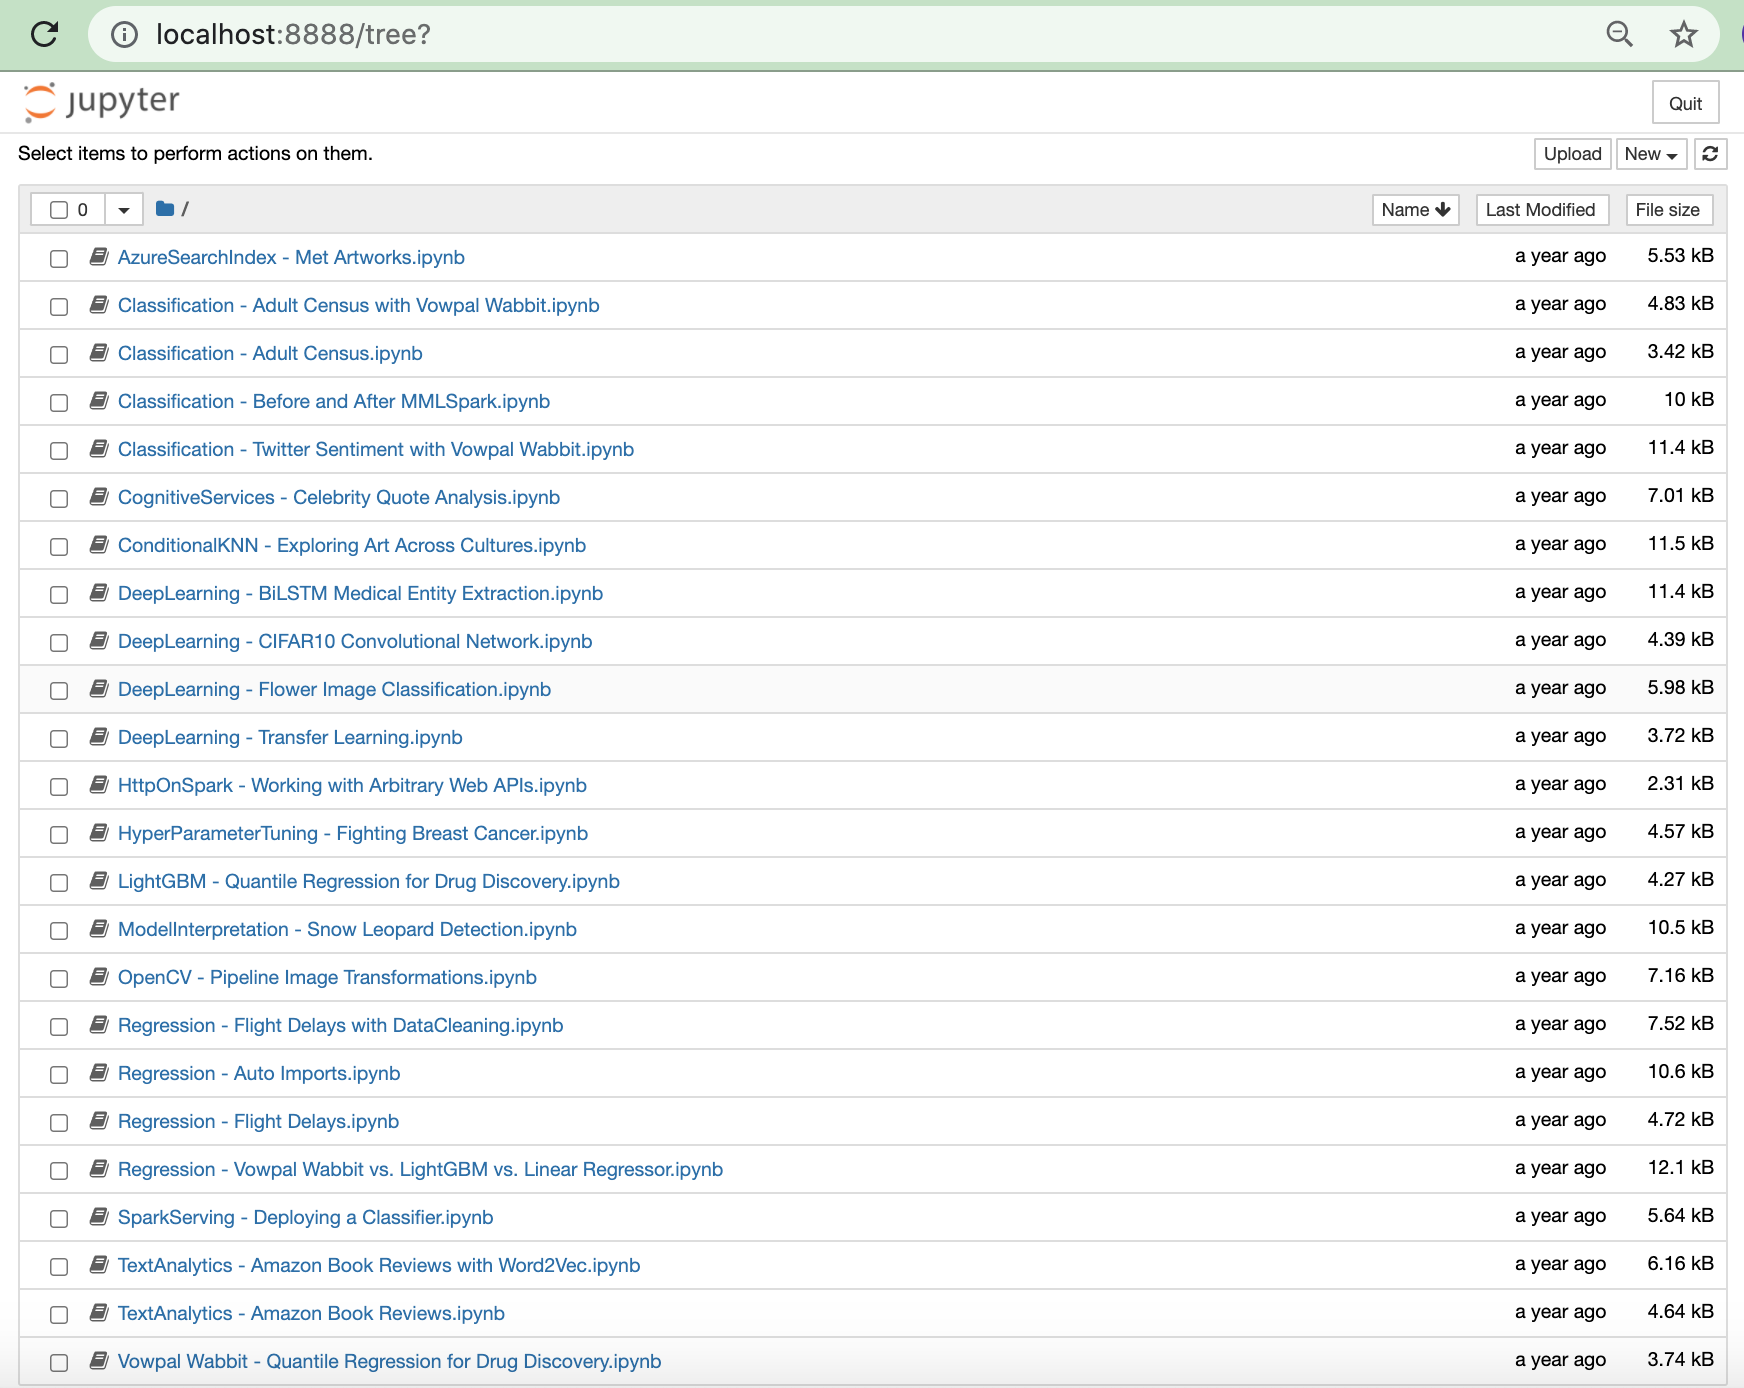 localhost:8888/tree?
jupyter
Quit
Select items to perform actions on them.
Upload New
0 / Name Last Modified File size
AzureSearchIndex - Met Artworks.ipynb a year ago 5.53 kB
Classification - Adult Census with Vowpal Wabbit.ipynb a year ago 4.83 kB
Classification - Adult Census.ipynb a year ago 3.42 kB
Classification - Before and After MMLSpark.ipynb a year ago 10 kB
Classification - Twitter Sentiment with Vowpal Wabbit.ipynb a year ago 11.4 kB
CognitiveServices - Celebrity Quote Analysis.ipynb a year ago 7.01 kB
ConditionalKNN - Exploring Art Across Cultures.ipynb a year ago 11.5 kB
DeepLearning - BiLSTM Medical Entity Extraction.ipynb a year ago 11.4 kB
DeepLearning - CIFAR10 Convolutional Network.ipynb a year ago 4.39 kB
DeepLearning - Flower Image Classification.ipynb a year ago 5.98 kB
DeepLearning - Transfer Learning.ipynb a year ago 3.72 kB
HttpOnSpark - Working with Arbitrary Web APIs.ipynb a year ago 2.31 kB
HyperParameterTuning - Fighting Breast Cancer.ipynb a year ago 4.57 kB
LightGBM - Quantile Regression for Drug Discovery.ipynb a year ago 4.27 kB
ModelInterpretation - Snow Leopard Detection.ipynb a year ago 10.5 kB
OpenCV - Pipeline Image Transformations.ipynb a year ago 7.16 kB
Regression - Flight Delays with DataCleaning.ipynb a year ago 7.52 kB
Regression - Auto Imports.ipynb a year ago 10.6 kB
Regression - Flight Delays.ipynb a year ago 4.72 kB
Regression - Vowpal Wabbit vs. LightGBM vs. Linear Regressor.ipynb a year ago 12.1 kB
SparkServing - Deploying a Classifier.ipynb a year ago 5.64 kB
TextAnalytics - Amazon Book Reviews with Word2Vec.ipynb a year ago 6.16 kB
TextAnalytics - Amazon Book Reviews.ipynb a year ago 4.64 kB
Vowpal Wabbit - Quantile Regression for Drug Discovery.ipynb a year ago 3.74 kB